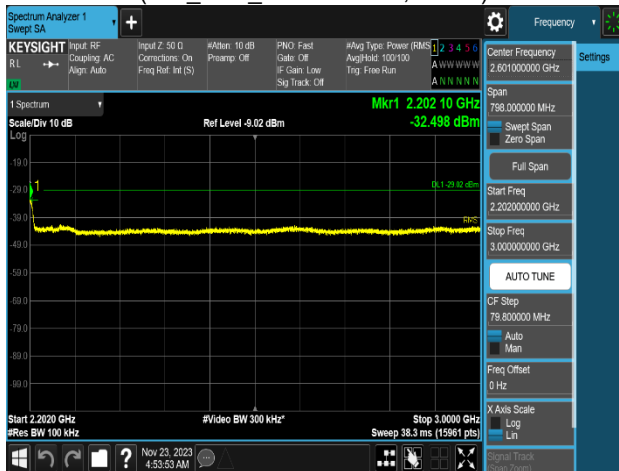 Spectrum Analyzer 1
Swept SA
+
Frequency
KEYSIGHT
RL
Input: RF
Coupling: AC
Align: Auto
Input Z: 50 Ω
Corrections: On
Freq Ref: Int (S)
#Atten: 10 dB
Preamp: Off
PNO: Fast
Gate: Off
IF Gain: Low
Sig Track: Off
#Avg Type: Power (RMS
Avg|Hold: 100/100
Trig: Free Run
1 2 3 4 5 6
A W W W W W
A N N N N N
Settings
Center Frequency
2.601000000 GHz
Span
798.000000 MHz
Swept Span
Zero Span
Full Span
Start Freq
2.202000000 GHz
Stop Freq
3.000000000 GHz
AUTO TUNE
CF Step
79.800000 MHz
Auto
Man
Freq Offset
0 Hz
X Axis Scale
Log
Lin
Signal Track
(Span Zoom)
1 Spectrum
Mkr1 2.202 10 GHz
Scale/Div 10 dB
Ref Level -9.02 dBm
-32.498 dBm
Log
-19.0
-29.0
1
DL1 -29.02 dBm
-39.0
RMS
-49.0
-59.0
-69.0
-79.0
-89.0
-99.0
Start 2.2020 GHz
#Video BW 300 kHz*
Stop 3.0000 GHz
#Res BW 100 kHz
Sweep 38.3 ms (15961 pts)
?
Nov 23, 2023
4:53:53 AM